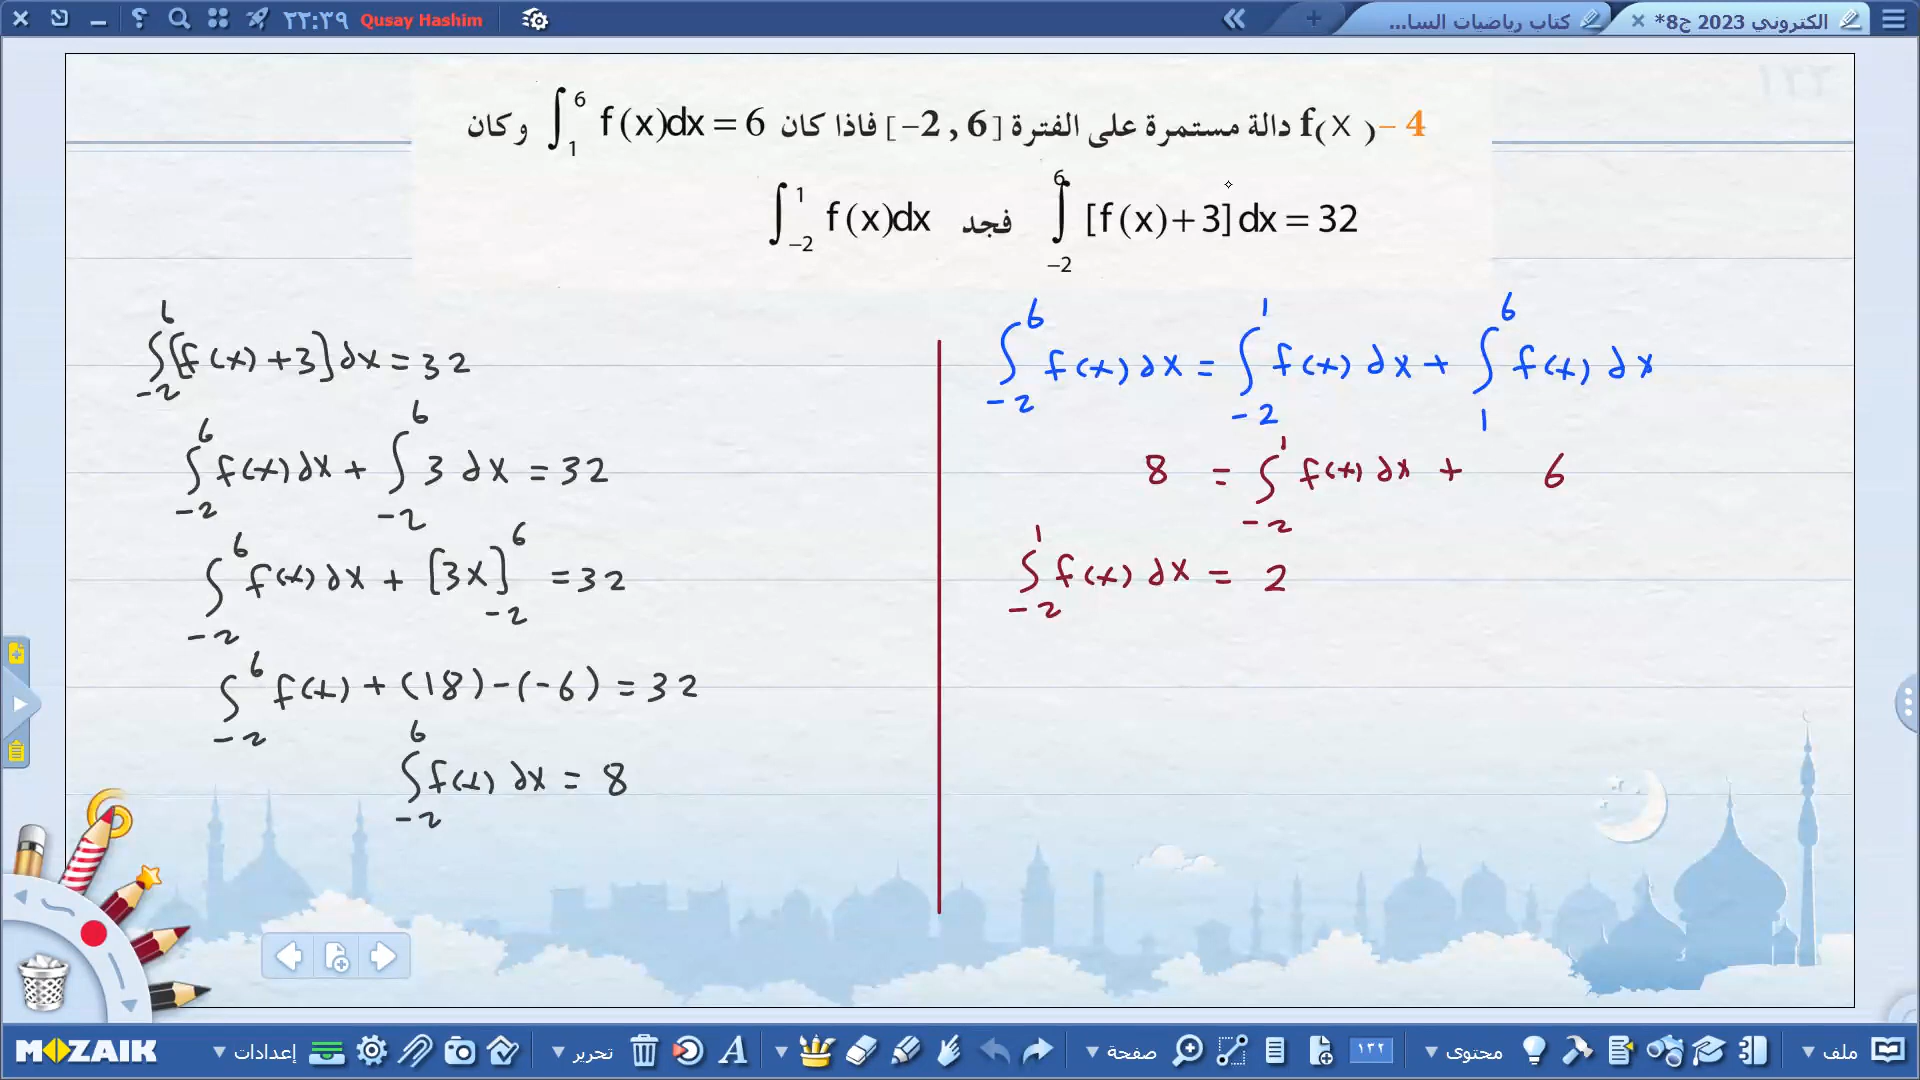 ٢٢:٣٩ Qusay Hashim
كتاب رياضيات السا...
الكتروني 2023 ج8*
4 – f(x) دالة مستمرة على الفترة [-2 , 6] فاذا كان ∫₁⁶ f(x)dx = 6 وكان
∫₋₂⁶ [f(x)+3]dx = 32 فجد ∫₋₂¹ f(x)dx
∫₋₂⁶ [f(x)+3]dx = 32
∫₋₂⁶ f(x)dx + ∫₋₂⁶ 3 dx = 32
∫₋₂⁶ f(x)dx + [3x]₋₂⁶ = 32
∫₋₂⁶ f(x) + (18) - (-6) = 32
∫₋₂⁶ f(x) dx = 8
∫₋₂⁶ f(x) dx = ∫₋₂¹ f(x) dx + ∫₁⁶ f(x) dx
8 = ∫₋₂¹ f(x) dx + 6
∫₋₂¹ f(x) dx = 2
MOZAIK
إعدادات
تحرير
صفحة
١٣٢
محتوى
ملف